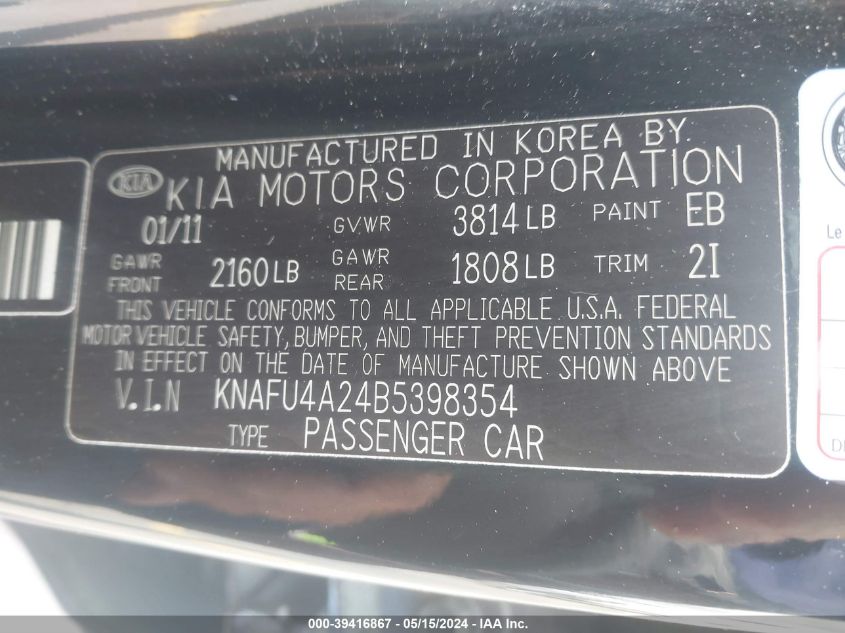 MANUFACTURED IN KOREA BY
KIA KIA MOTORS CORPORATION
01/11 GVWR 3814 LB PAINT EB
GAWR FRONT 2160 LB GAWR REAR 1808 LB TRIM 2I
THIS VEHICLE CONFORMS TO ALL APPLICABLE U.S.A. FEDERAL
MOTOR VEHICLE SAFETY, BUMPER, AND THEFT PREVENTION STANDARDS
IN EFFECT ON THE DATE OF MANUFACTURE SHOWN ABOVE
V.I.N KNAFU4A24B5398354
TYPE PASSENGER CAR
Le
000-39416867 - 05/15/2024 - IAA Inc.